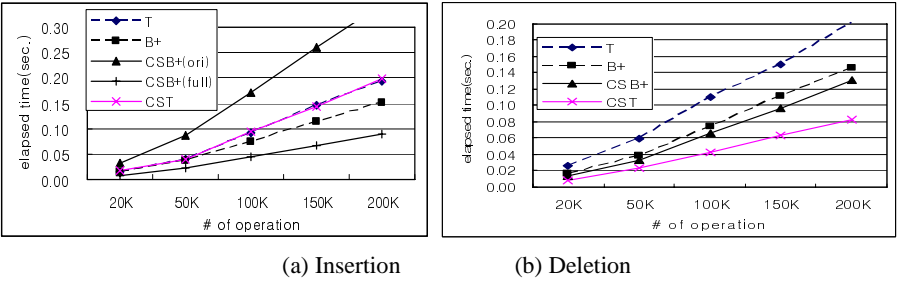 0.30
0.25
0.20
0.15
0.10
0.05
0.00
elapsed time(sec.)
T
B+
CSB+(ori)
CSB+(full)
CST
20K 50K 100K 150K 200K
# of operation
0.20
0.18
0.16
0.14
0.12
0.10
0.08
0.06
0.04
0.02
0.00
elapsed time(sec.)
T
B+
CSB+
CST
20K 50K 100K 150K 200K
# of operation
(a) Insertion
(b) Deletion